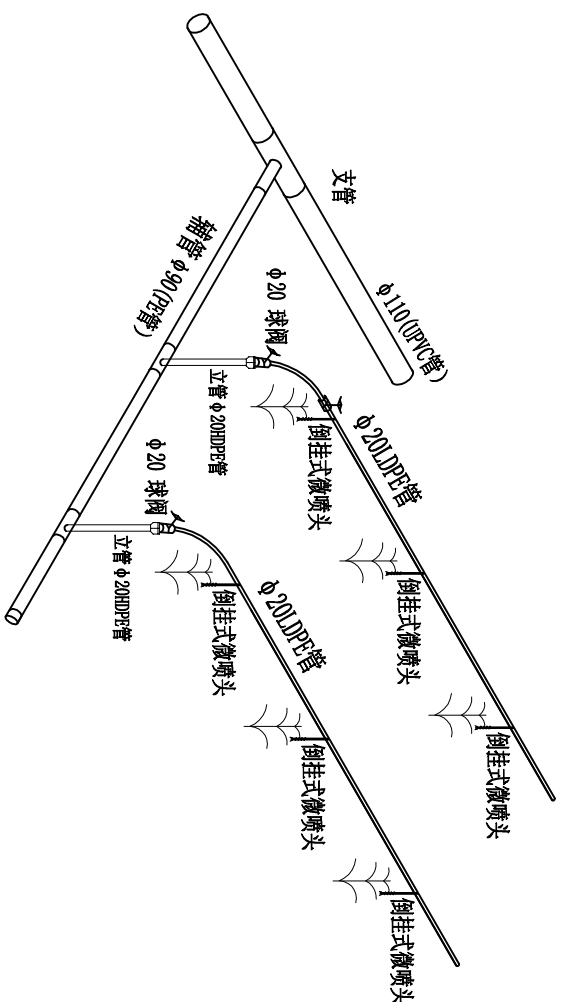 支管
φ110(UPVC管)
辅管 φ90(PE管)
φ20 球阀
立管 φ20HDPE管
φ20LDPE管
倒挂式微喷头
倒挂式微喷头
倒挂式微喷头
φ20 球阀
立管 φ20HDPE管
φ20LDPE管
倒挂式微喷头
倒挂式微喷头
倒挂式微喷头